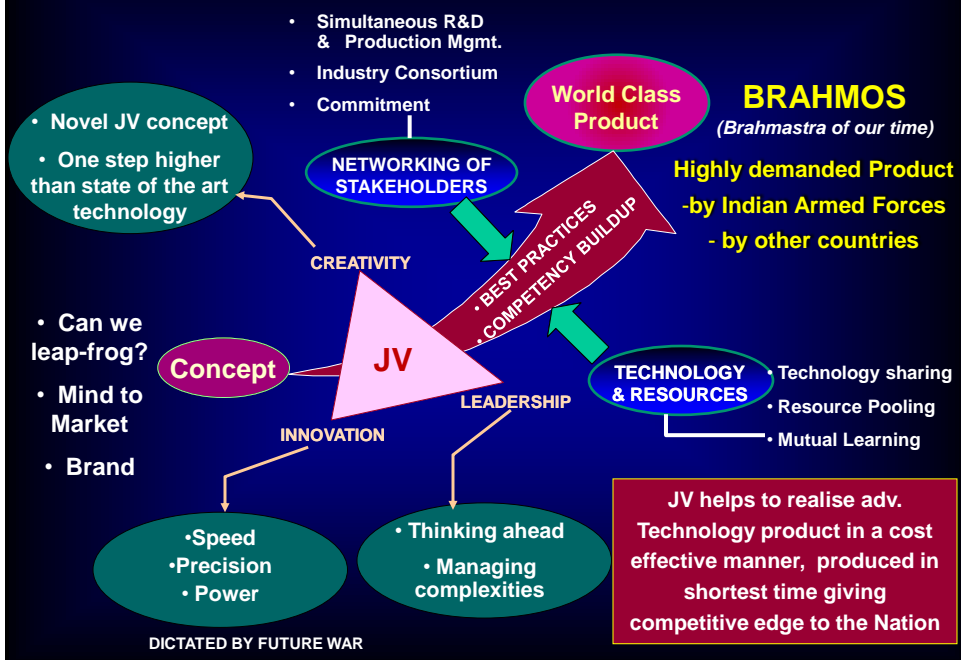 • Simultaneous R&D
& Production Mgmt.
• Industry Consortium
• Commitment
World Class
Product
BRAHMOS
(Brahmastra of our time)
Highly demanded Product
-by Indian Armed Forces
- by other countries
• Novel JV concept
• One step higher
than state of the art
technology
NETWORKING OF
STAKEHOLDERS
• BEST PRACTICES
• COMPETENCY BUILDUP
CREATIVITY
• Can we
leap-frog?
• Mind to
Market
• Brand
Concept
JV
LEADERSHIP
INNOVATION
TECHNOLOGY
& RESOURCES
• Technology sharing
• Resource Pooling
• Mutual Learning
•Speed
•Precision
• Power
• Thinking ahead
• Managing
complexities
JV helps to realise adv.
Technology product in a cost
effective manner, produced in
shortest time giving
competitive edge to the Nation
DICTATED BY FUTURE WAR